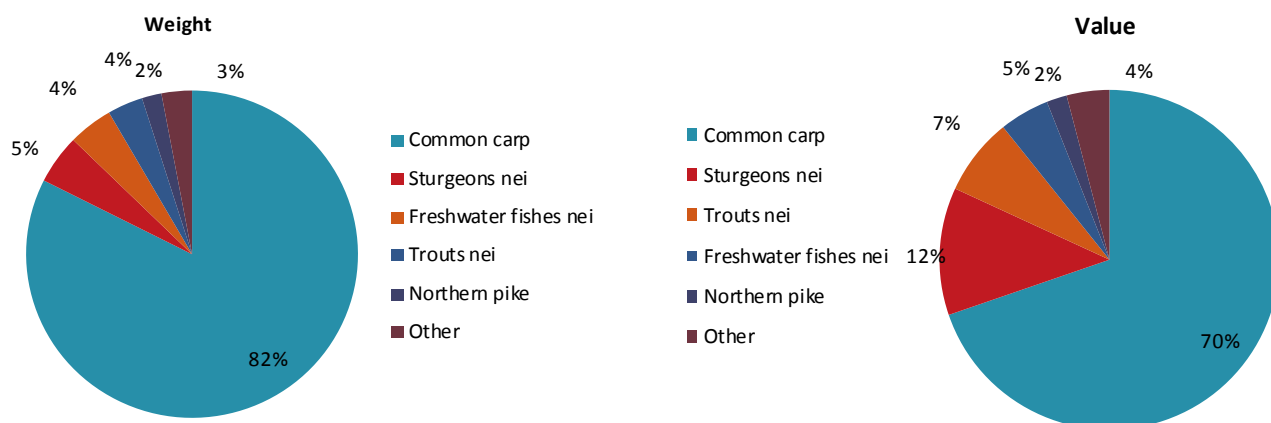 Weight
4%
2%
3%
4%
5%
82%
Common carp
Sturgeons nei
Freshwater fishes nei
Trouts nei
Northern pike
Other
Value
5%
2%
4%
7%
12%
70%
Common carp
Sturgeons nei
Trouts nei
Freshwater fishes nei
Northern pike
Other